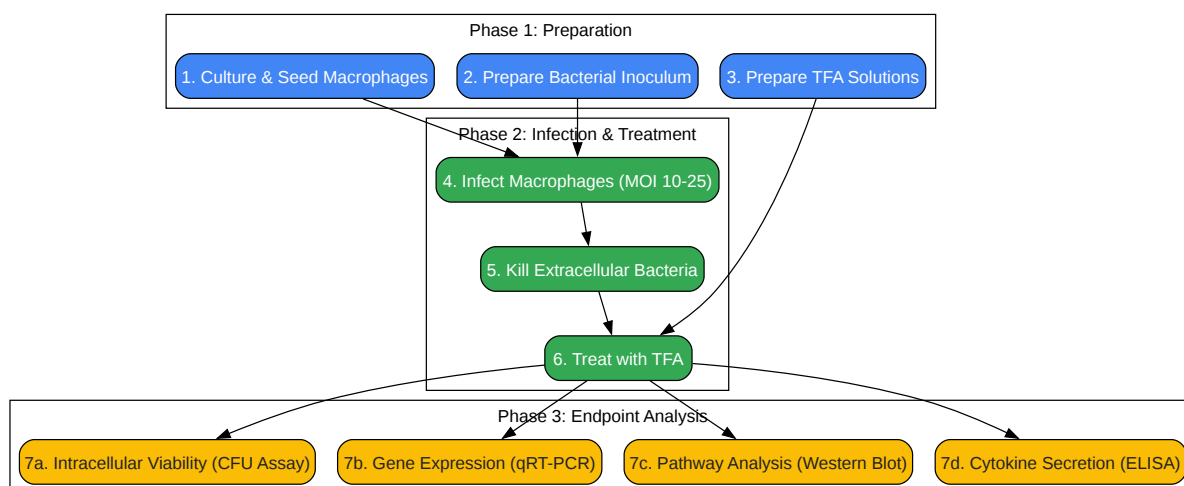 Phase 1: Preparation
1. Culture & Seed Macrophages
2. Prepare Bacterial Inoculum
3. Prepare TFA Solutions
Phase 2: Infection & Treatment
4. Infect Macrophages (MOI 10-25)
5. Kill Extracellular Bacteria
6. Treat with TFA
Phase 3: Endpoint Analysis
7a. Intracellular Viability (CFU Assay)
7b. Gene Expression (qRT-PCR)
7c. Pathway Analysis (Western Blot)
7d. Cytokine Secretion (ELISA)